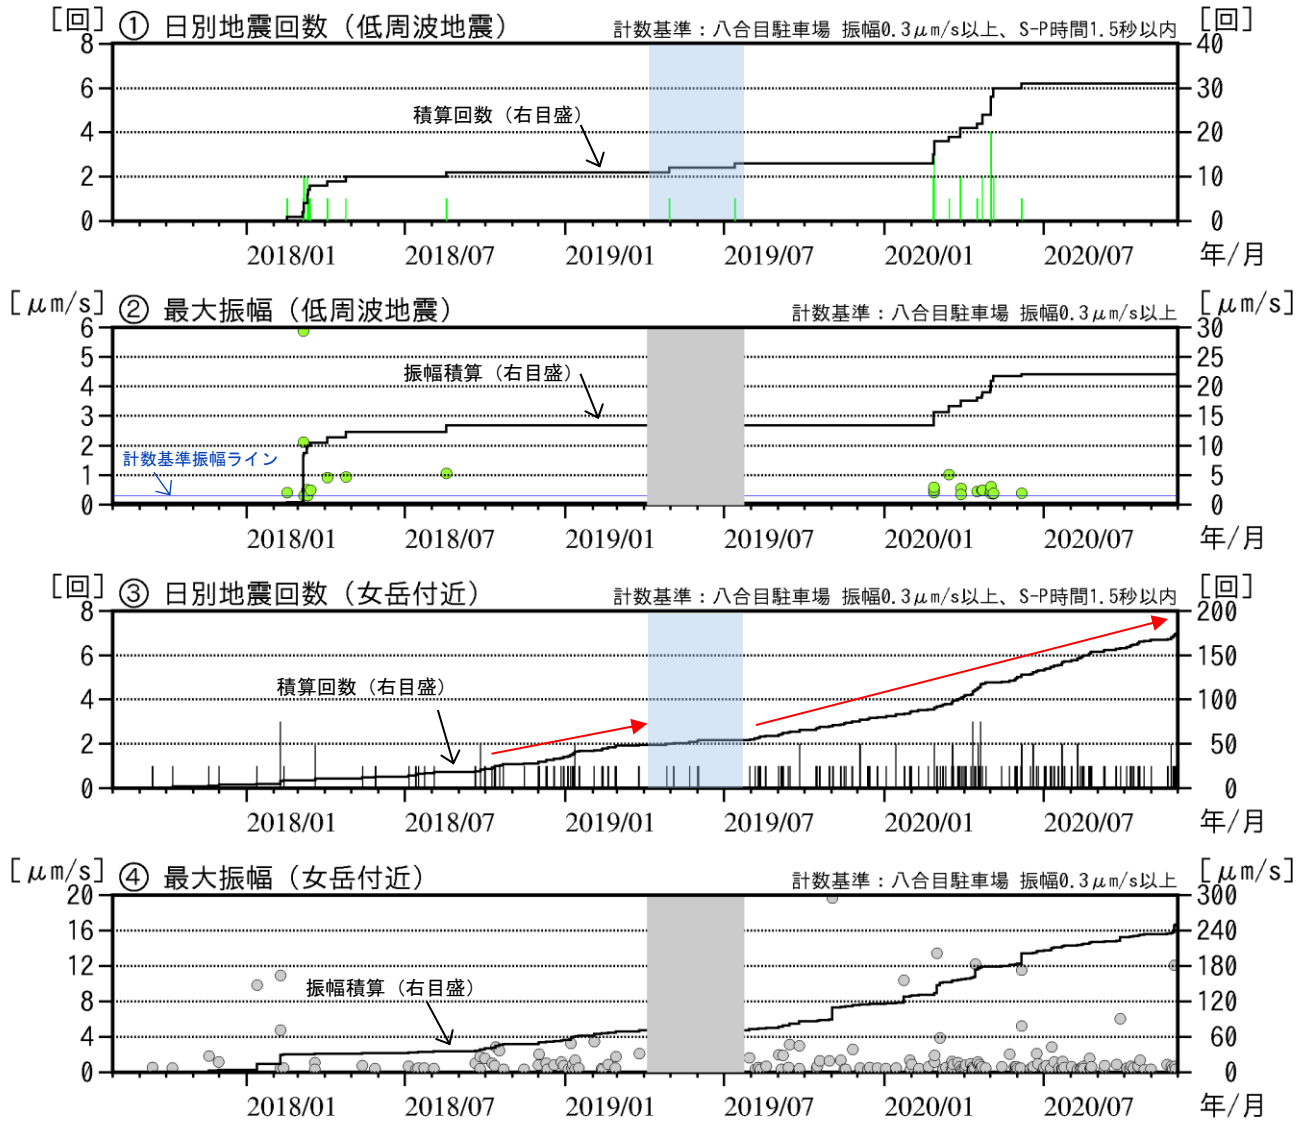 [回] ① 日別地震回数（低周波地震） 計数基準：八合目駐車場 振幅0.3μm/s以上、S-P時間1.5秒以内 [回]
8 40
6 30
積算回数（右目盛）
4 20
2 10
0 0
2018/01 2018/07 2019/01 2019/07 2020/01 2020/07 年/月
[μm/s] ② 最大振幅（低周波地震） 計数基準：八合目駐車場 振幅0.3μm/s以上 [μm/s]
6 30
5 25
振幅積算（右目盛）
4 20
3 15
2 10
計数基準振幅ライン
1 5
0 0
2018/01 2018/07 2019/01 2019/07 2020/01 2020/07 年/月
[回] ③ 日別地震回数（女岳付近） 計数基準：八合目駐車場 振幅0.3μm/s以上、S-P時間1.5秒以内 [回]
8 200
6 150
積算回数（右目盛）
4 100
2 50
0 0
2018/01 2018/07 2019/01 2019/07 2020/01 2020/07 年/月
[μm/s] ④ 最大振幅（女岳付近） 計数基準：八合目駐車場 振幅0.3μm/s以上 [μm/s]
20 300
16 240
12 180
振幅積算（右目盛）
8 120
4 60
0 0
2018/01 2018/07 2019/01 2019/07 2020/01 2020/07 年/月